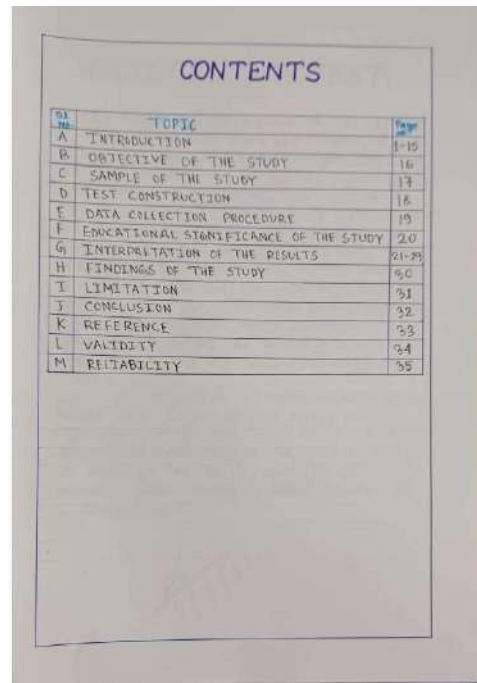 CONTENTS
SL NO TOPIC Page
A INTRODUCTION 1-15
B OBJECTIVE OF THE STUDY 16
C SAMPLE OF THE STUDY 17
D TEST CONSTRUCTION 18
E DATA COLLECTION PROCEDURE 19
F EDUCATIONAL SIGNIFICANCE OF THE STUDY 20
G INTERPRETATION OF THE RESULTS 21-29
H FINDINGS OF THE STUDY 30
I LIMITATION 31
J CONCLUSION 32
K REFERENCE 33
L VALIDITY 34
M RELIABILITY 35